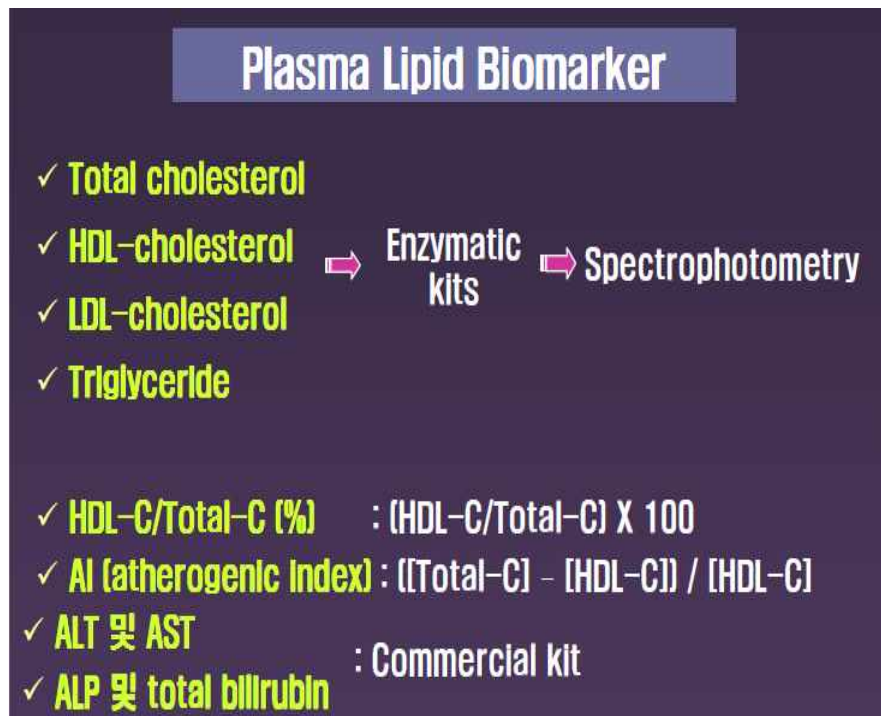 Plasma Lipid Biomarker
✓ Total cholesterol
✓ HDL-cholesterol
✓ LDL-cholesterol
✓ Triglyceride
Enzymatic
kits
Spectrophotometry
✓ HDL-C/Total-C (%) : (HDL-C/Total-C) X 100
✓ AI (atherogenic index) : ([Total-C] - [HDL-C]) / [HDL-C]
✓ ALT 및 AST
✓ ALP 및 total bilirubin
: Commercial kit